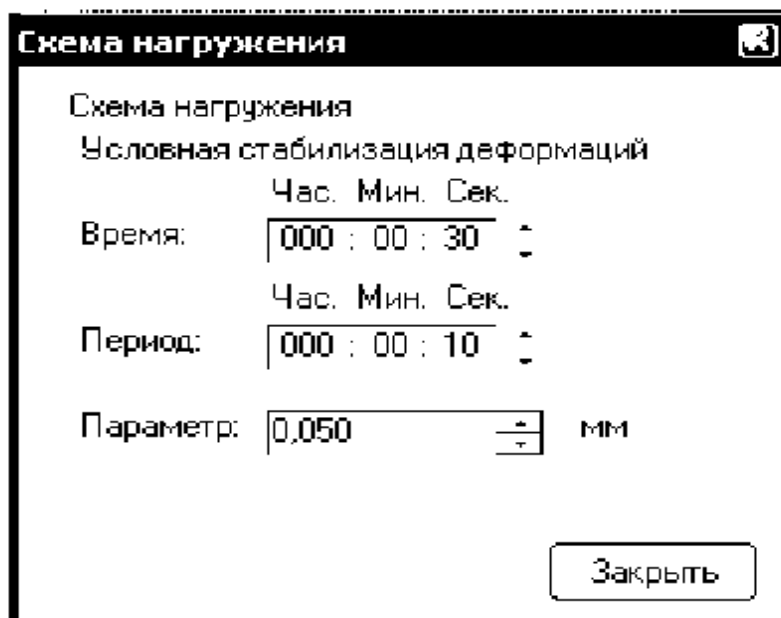 Схема нагружения
Схема нагружения
Условная стабилизация деформаций
Час. Мин. Сек.
Время: 000 : 00 : 30
Час. Мин. Сек.
Период: 000 : 00 : 10
Параметр: 0,050 мм
Закрыть